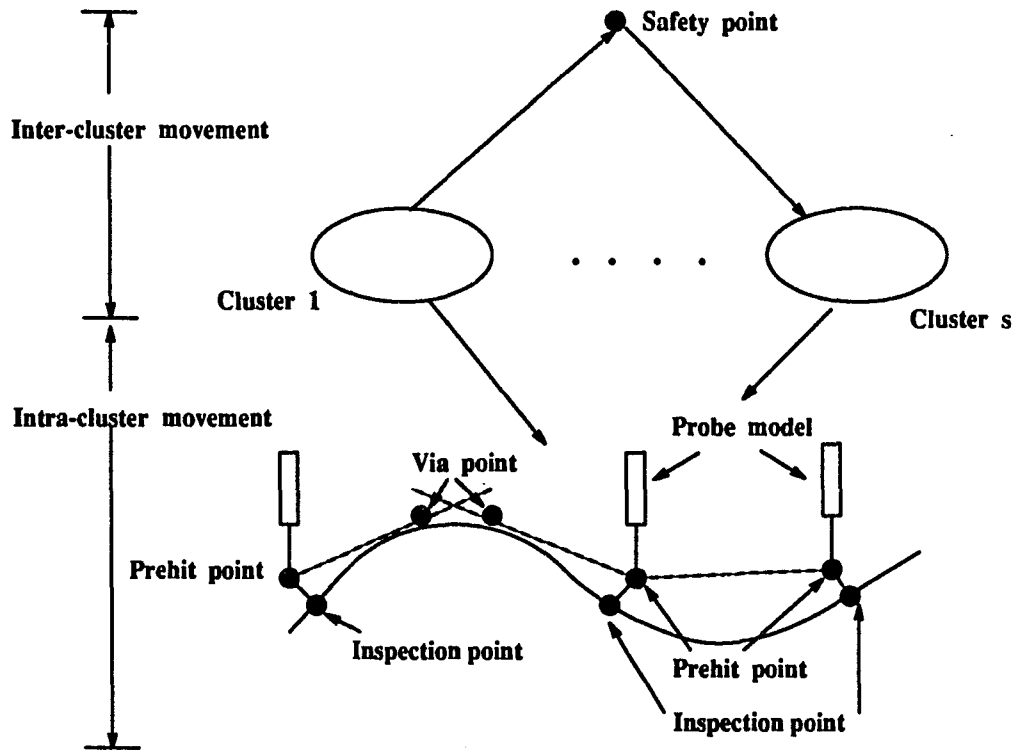 Safety point
Inter-cluster movement
Cluster 1
Cluster s
Intra-cluster movement
Probe model
Via point
Prehit point
Inspection point
Prehit point
Inspection point